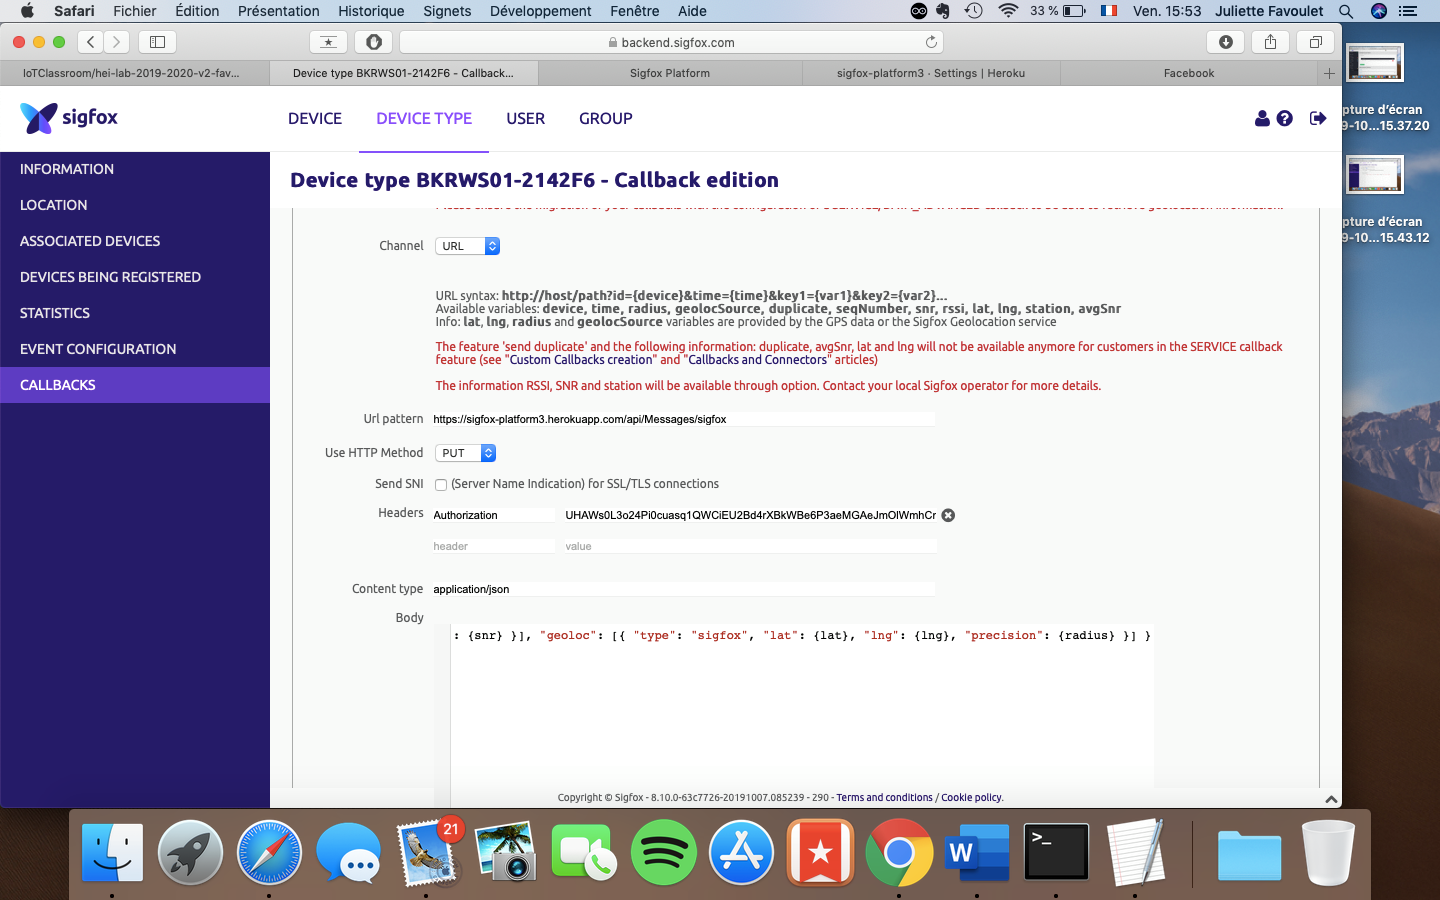 Safari Fichier Édition Présentation Historique Signets Développement Fenêtre Aide 33 % Ven. 15:53 Juliette Favoulet
backend.sigfox.com
IoTClassroom/hei-lab-2019-2020-v2-fav... Device type BKRWS01-2142F6 - Callback... Sigfox Platform sigfox-platform3 · Settings | Heroku Facebook
sigfox DEVICE DEVICE TYPE USER GROUP
pture d'écran
9-10...15.37.20
pture d'écran
9-10...15.43.12
INFORMATION
LOCATION
ASSOCIATED DEVICES
DEVICES BEING REGISTERED
STATISTICS
EVENT CONFIGURATION
CALLBACKS
Device type BKRWS01-2142F6 - Callback edition
Channel URL
URL syntax: http://host/path?id={device}&time={time}&key1={var1}&key2={var2}...
Available variables: device, time, radius, geolocSource, duplicate, seqNumber, snr, rssi, lat, lng, station, avgSnr
Info: lat, lng, radius and geolocSource variables are provided by the GPS data or the Sigfox Geolocation service
The feature 'send duplicate' and the following information: duplicate, avgSnr, lat and lng will not be available anymore for customers in the SERVICE callback
feature (see "Custom Callbacks creation" and "Callbacks and Connectors" articles)
The information RSSI, SNR and station will be available through option. Contact your local Sigfox operator for more details.
Url pattern https://sigfox-platform3.herokuapp.com/api/Messages/sigfox
Use HTTP Method PUT
Send SNI (Server Name Indication) for SSL/TLS connections
Headers Authorization UHAWs0L3o24Pi0cuasq1QWCiEU2Bd4rXBkWBe6P3aeMGAeJmOlWmhCr
header value
Content type application/json
Body
: {snr} }], "geoloc": [{ "type": "sigfox", "lat": {lat}, "lng": {lng}, "precision": {radius} }] }
Copyright © Sigfox - 8.10.0-63c7726-20191007.085239 - 290 - Terms and conditions / Cookie policy.
21
W
>_